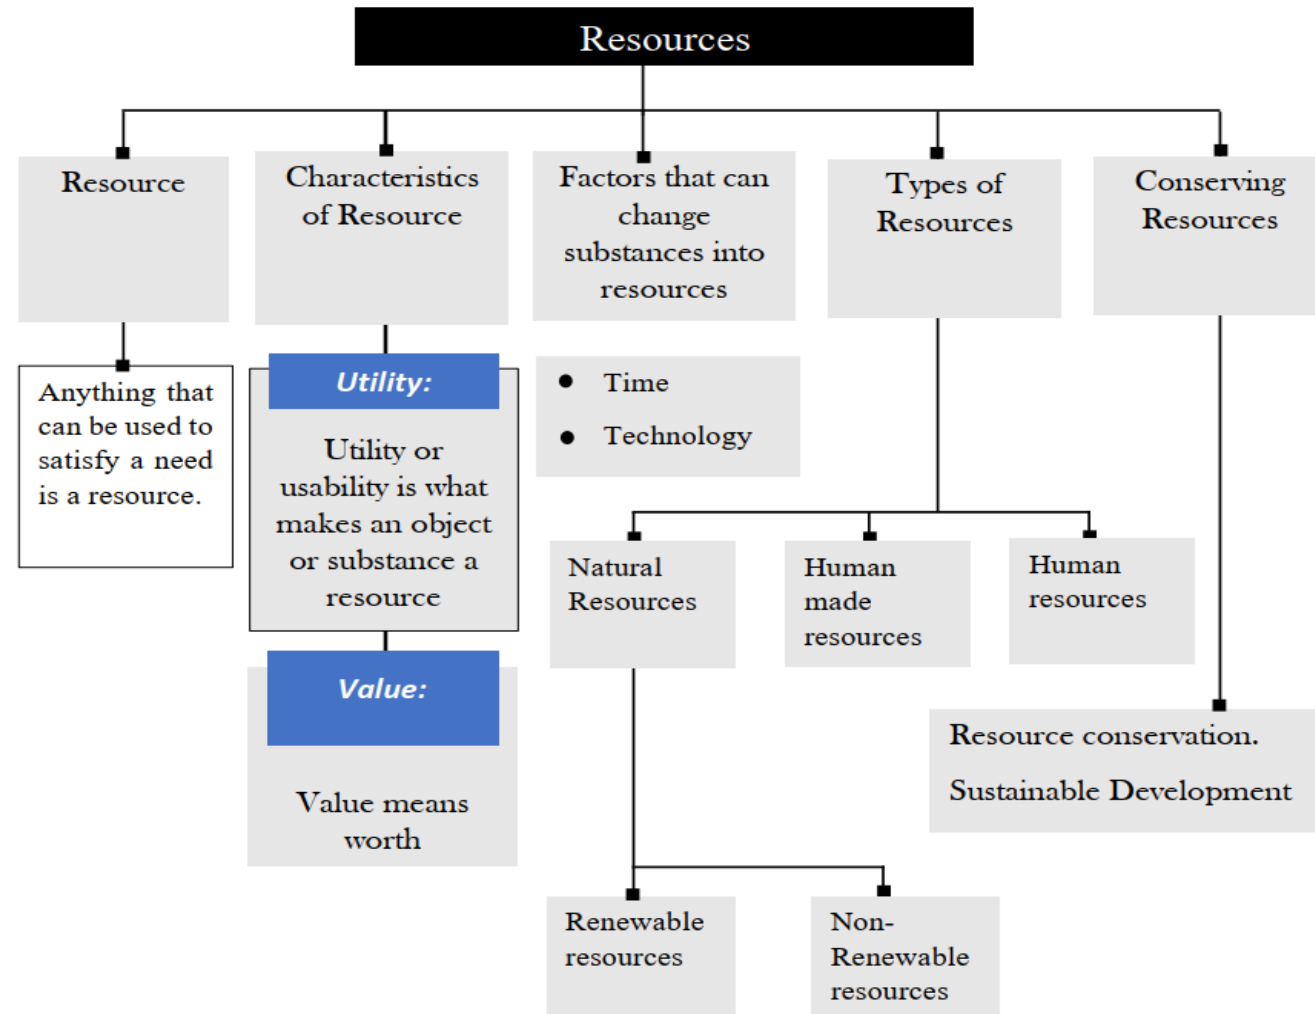 Resources
Resource
Characteristics
of Resource
Factors that can
change
substances into
resources
Types of
Resources
Conserving
Resources
Anything that
can be used to
satisfy a need
is a resource.
Utility:
Utility or
usability is what
makes an object
or substance a
resource
Value:
Value means
worth
● Time
● Technology
Natural
Resources
Human
made
resources
Human
resources
Resource conservation.
Sustainable Development
Renewable
resources
Non-
Renewable
resources